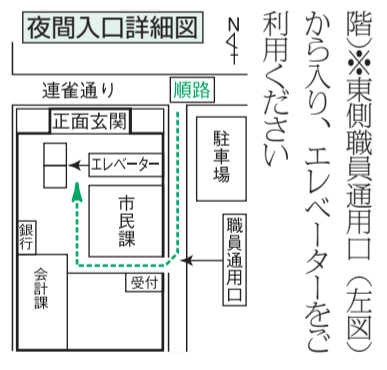 階)※東側職員通用口(左図)
から入り、エレベーターをご
利用ください
夜間入口詳細図
N
連雀通り
順路
正面玄関
エレベーター
駐車場
市民課
銀行
職員通用口
会計課
受付